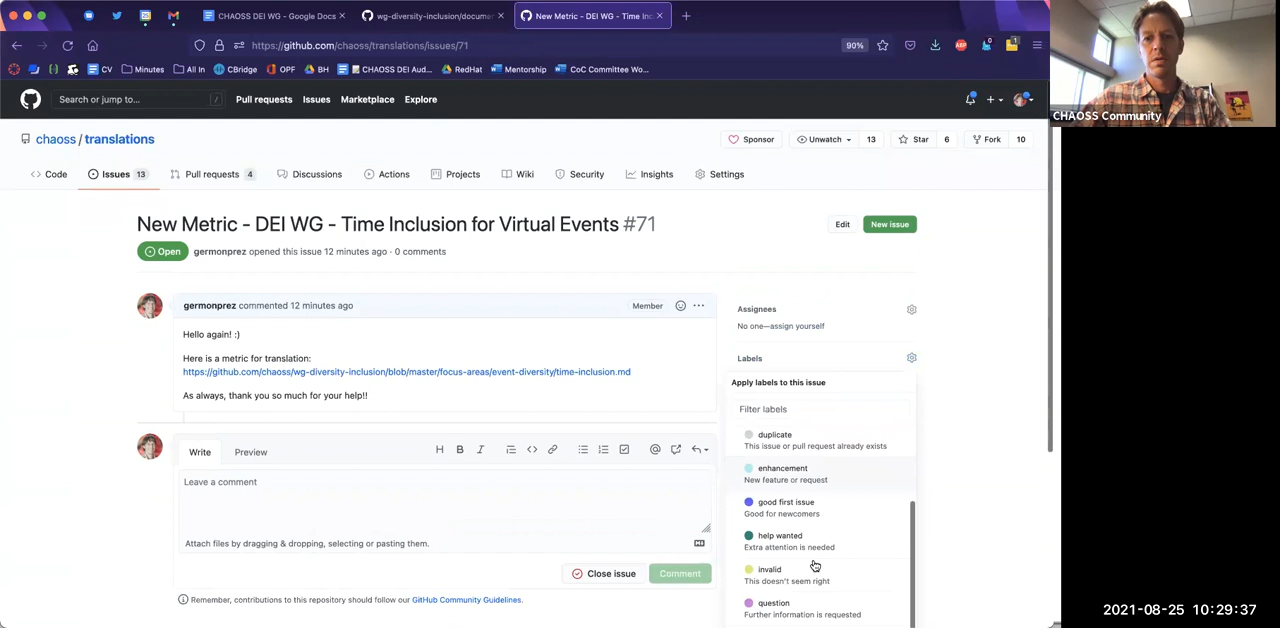 CHAOSS DEI WG - Google Docs
wg-diversity-inclusion/documen
New Metric - DEI WG - Time Inc
https://github.com/chaoss/translations/issues/71
90%
CV
Minutes
All In
CBridge
OPF
BH
CHAOSS DEI Aud...
RedHat
Mentorship
CoC Committee Wo...
Search or jump to...
/
Pull requests
Issues
Marketplace
Explore
CHAOSS Community
chaoss / translations
Sponsor
Unwatch
13
Star
6
Fork
10
Code
Issues 13
Pull requests 4
Discussions
Actions
Projects
Wiki
Security
Insights
Settings
New Metric - DEI WG - Time Inclusion for Virtual Events #71
Edit
New issue
Open
germonprez opened this issue 12 minutes ago · 0 comments
germonprez commented 12 minutes ago
Member
Hello again! :)
Here is a metric for translation:
https://github.com/chaoss/wg-diversity-inclusion/blob/master/focus-areas/event-diversity/time-inclusion.md
As always, thank you so much for your help!!
Assignees
No one—assign yourself
Labels
Apply labels to this issue
Filter labels
duplicate
This issue or pull request already exists
enhancement
New feature or request
good first issue
Good for newcomers
help wanted
Extra attention is needed
invalid
This doesn't seem right
question
Further information is requested
Write
Preview
Leave a comment
Attach files by dragging & dropping, selecting or pasting them.
Close issue
Comment
Remember, contributions to this repository should follow our GitHub Community Guidelines.
2021-08-25 10:29:37